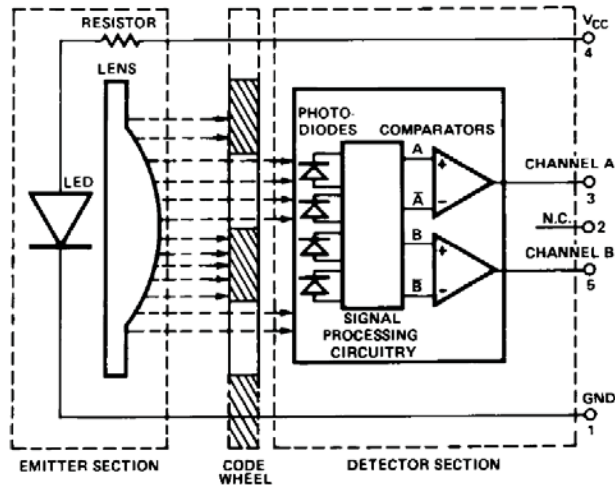 RESISTOR
LENS
LED
EMITTER SECTION
CODE
WHEEL
PHOTO-
DIODES
COMPARATORS
A
+
A̅
−
B
+
B̅
−
SIGNAL
PROCESSING
CIRCUITRY
DETECTOR SECTION
VCC
4
CHANNEL A
3
N.C.
2
CHANNEL B
5
GND
1